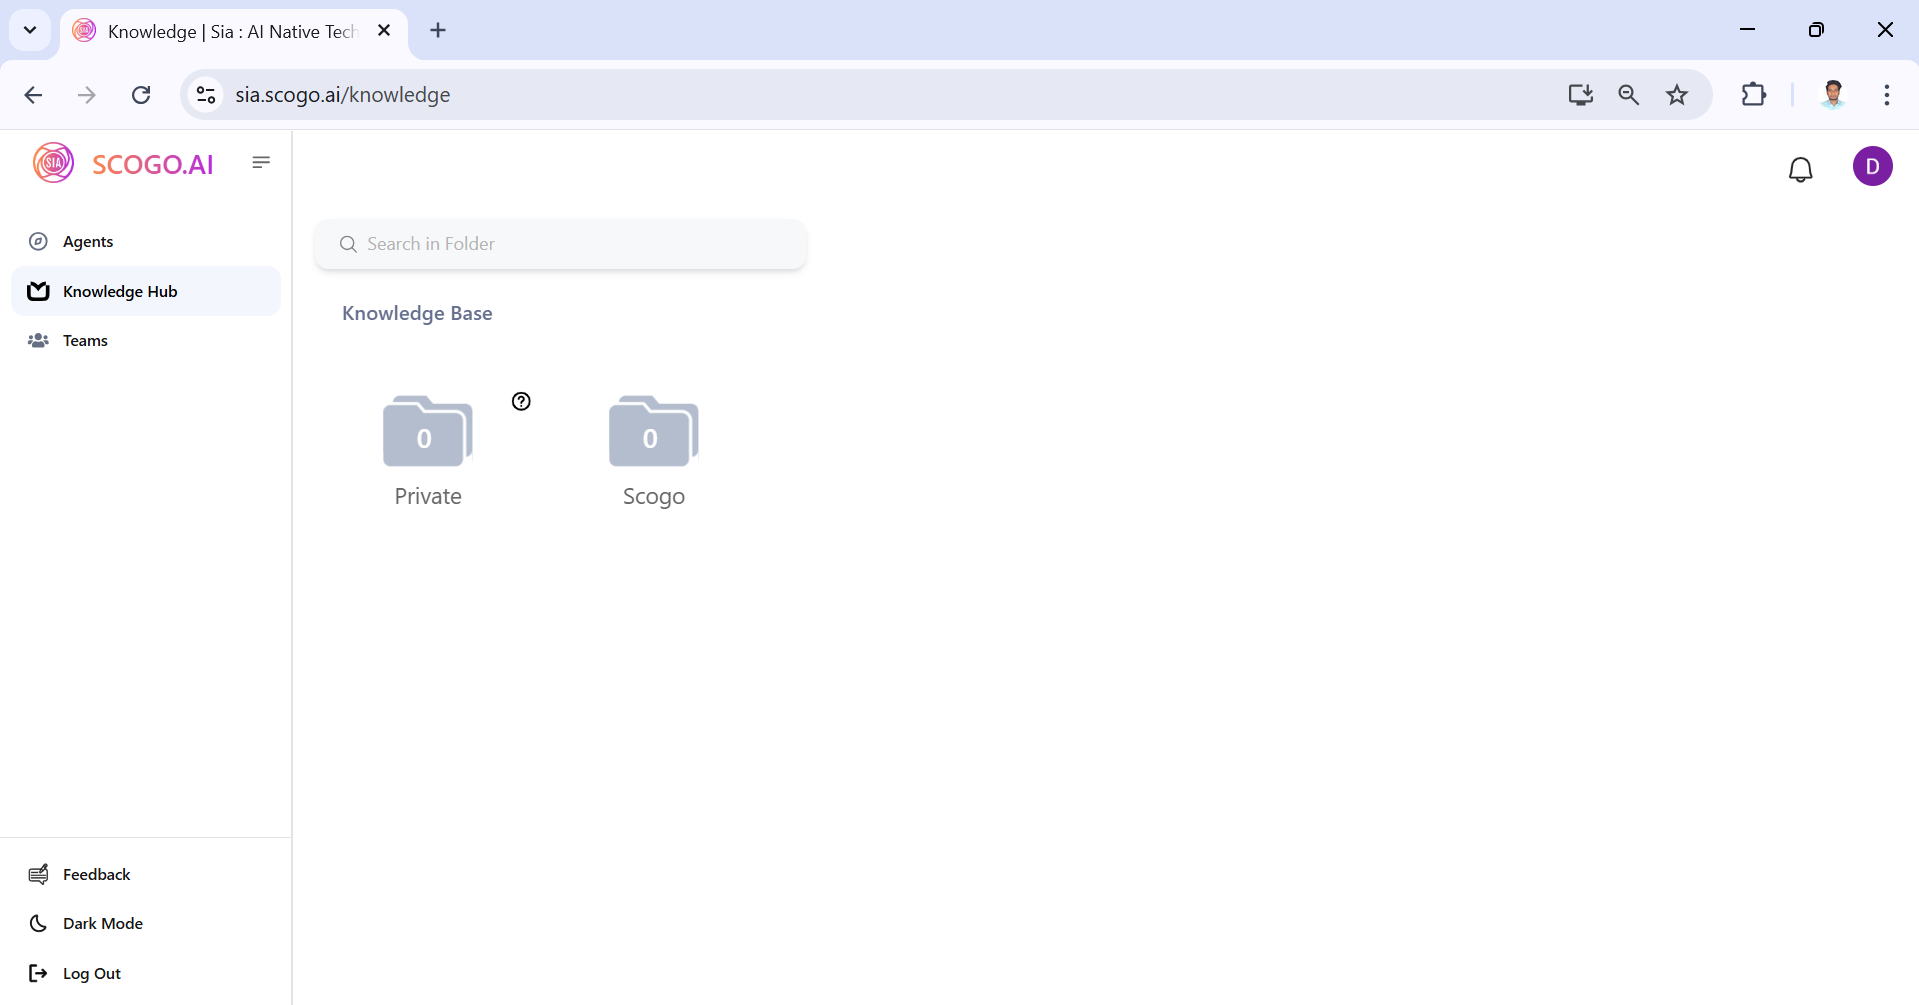 Knowledge | Sia : AI Native Tech
sia.scogo.ai/knowledge
SIA
SCOGO.AI
D
Agents
Knowledge Hub
Teams
Search in Folder
Knowledge Base
0
?
0
Private
Scogo
Feedback
Dark Mode
Log Out